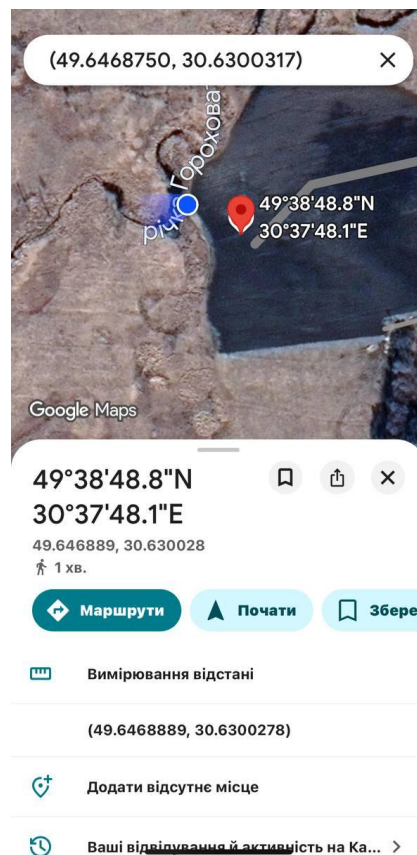 (49.6468750, 30.6300317)
річка Гороховат
49°38'48.8"N
30°37'48.1"E
Google Maps
49°38'48.8"N
30°37'48.1"E
49.646889, 30.630028
1 хв.
Маршрути
Почати
Збере
Вимірювання відстані
(49.6468889, 30.6300278)
Додати відсутнє місце
Ваші відвідування й активність на Ка...